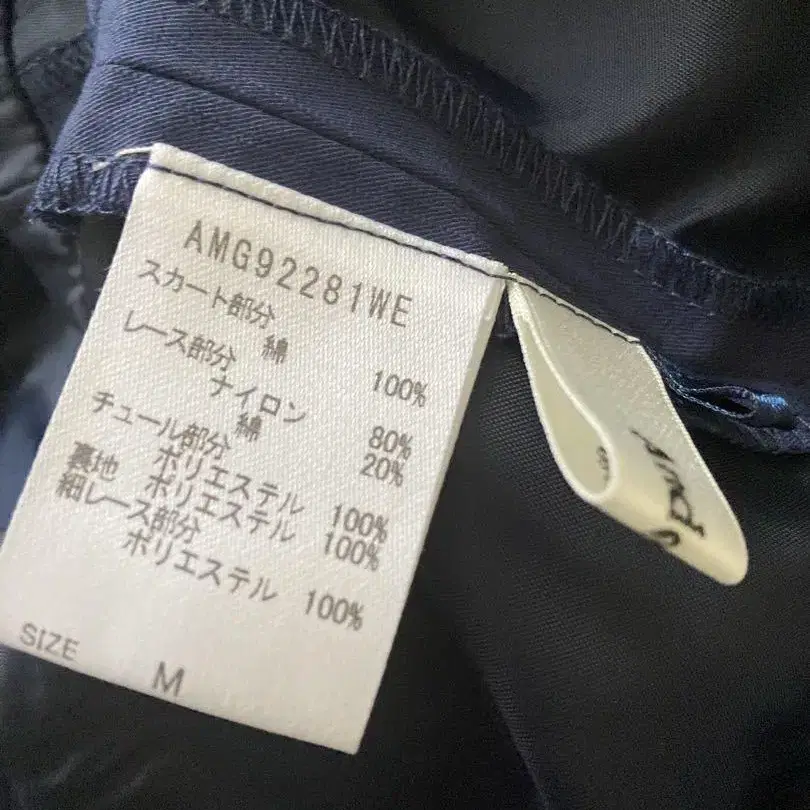 AMG92281WE
スカート部分
綿 100%
レース部分
ナイロン 80%
綿 20%
チュール部分
ポリエステル 100%
裏地 ポリエステル 100%
細レース部分
ポリエステル 100%
SIZE M